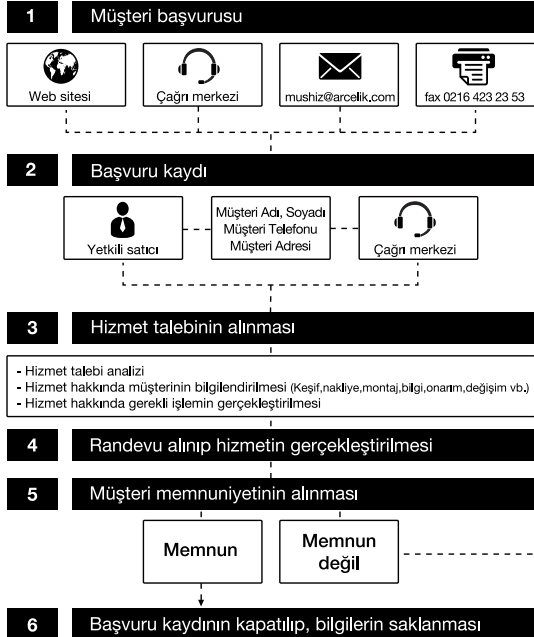 1 Müşteri başvurusu
Web sitesi
Çağrı merkezi
mushiz@arcelik.com
fax 0216 423 23 53
2 Başvuru kaydı
Yetkili satıcı
Müşteri Adı, Soyadı
Müşteri Telefonu
Müşteri Adresi
Çağrı merkezi
3 Hizmet talebinin alınması
- Hizmet talebi analizi
- Hizmet hakkında müşterinin bilgilendirilmesi (Keşif,nakliye,montaj,bilgi,onarım,değişim vb.)
- Hizmet hakkında gerekli işlemin gerçekleştirilmesi
4 Randevu alınıp hizmetin gerçekleştirilmesi
5 Müşteri memnuniyetinin alınması
Memnun
Memnun
değil
6 Başvuru kaydının kapatılıp, bilgilerin saklanması